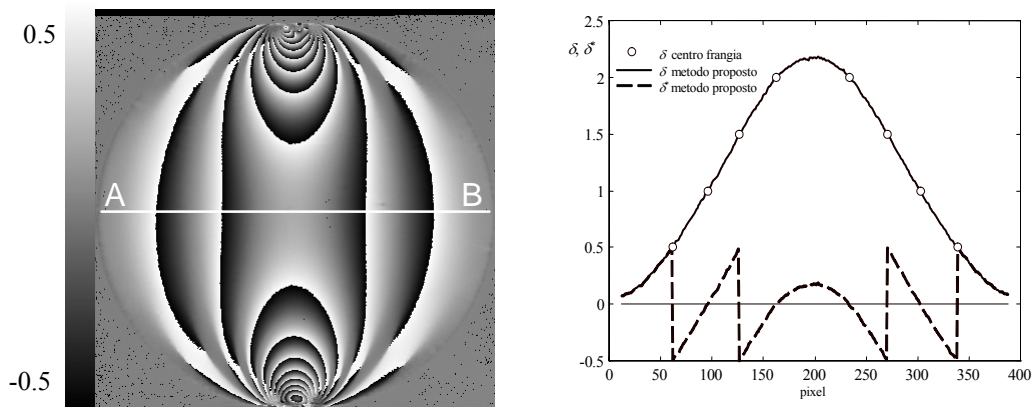 0.5
-0.5
A B
2.5
2
1.5
1
0.5
0
-0.5
δ, δ*
δ centro frangia
δ metodo proposto
δ* metodo proposto
0 50 100 150 200 250 300 350 400
pixel